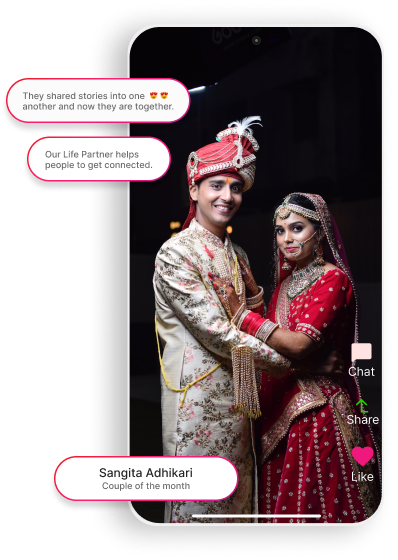 They shared stories into one 😍😍
another and now they are together.
Our Life Partner helps
people to get connected.
Chat
Share
Like
Sangita Adhikari
Couple of the month